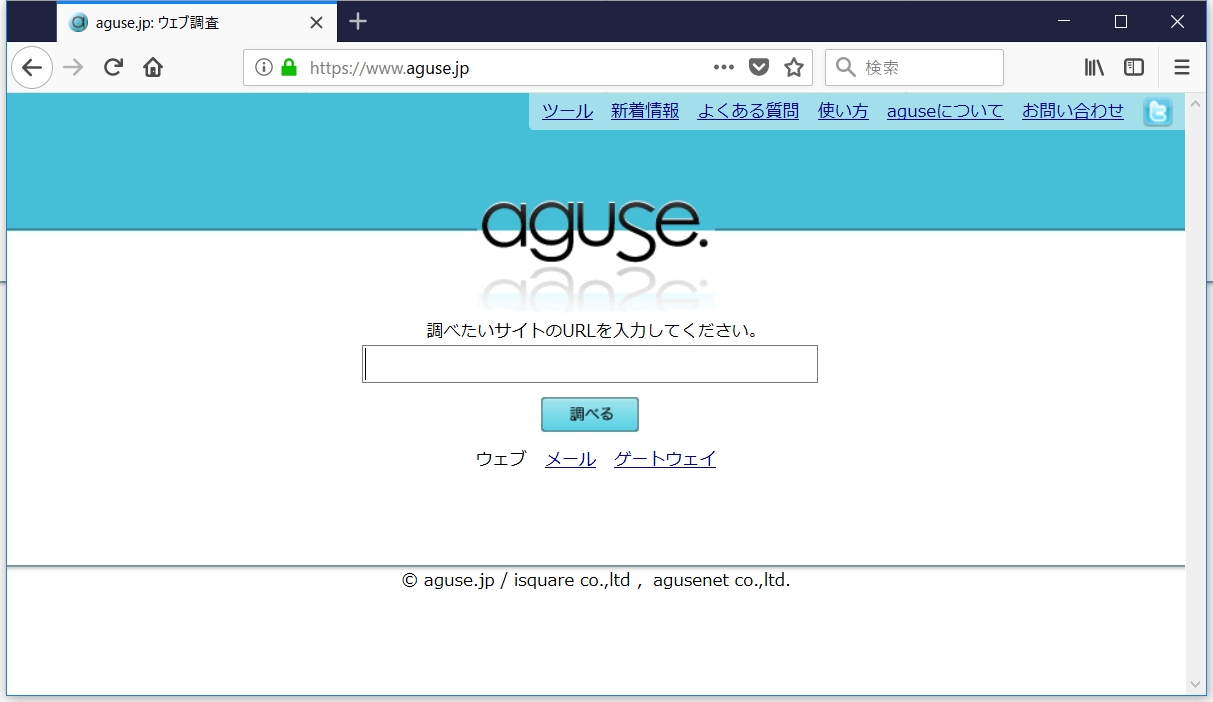 aguse.jp: ウェブ調査
https://www.aguse.jp
検索
ツール 新着情報 よくある質問 使い方 aguseについて お問い合わせ
aguse.
調べたいサイトのURLを入力してください。
調べる
ウェブ メール ゲートウェイ
© aguse.jp / isquare co.,ltd , agusenet co.,ltd.